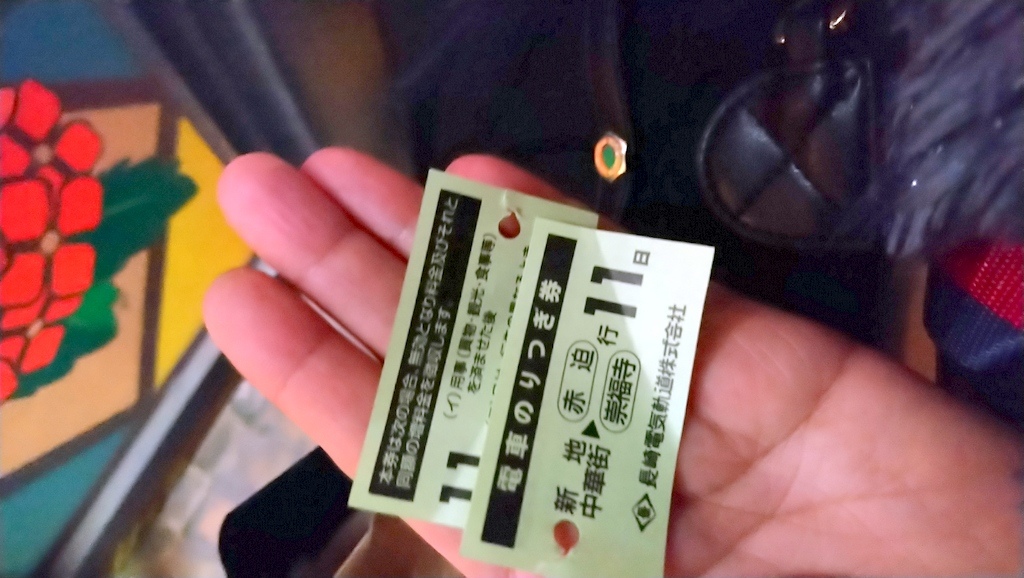 電車のりつぎ券
11日
新地
中華街
▶
赤迫
崇福寺
行
長崎電気軌道株式会社
本券は次の場合、無効となり料金及びそれと
同額の割増料金を徴収します。
(イ)用事(買物・観光・食事等)
を済ませた後
11